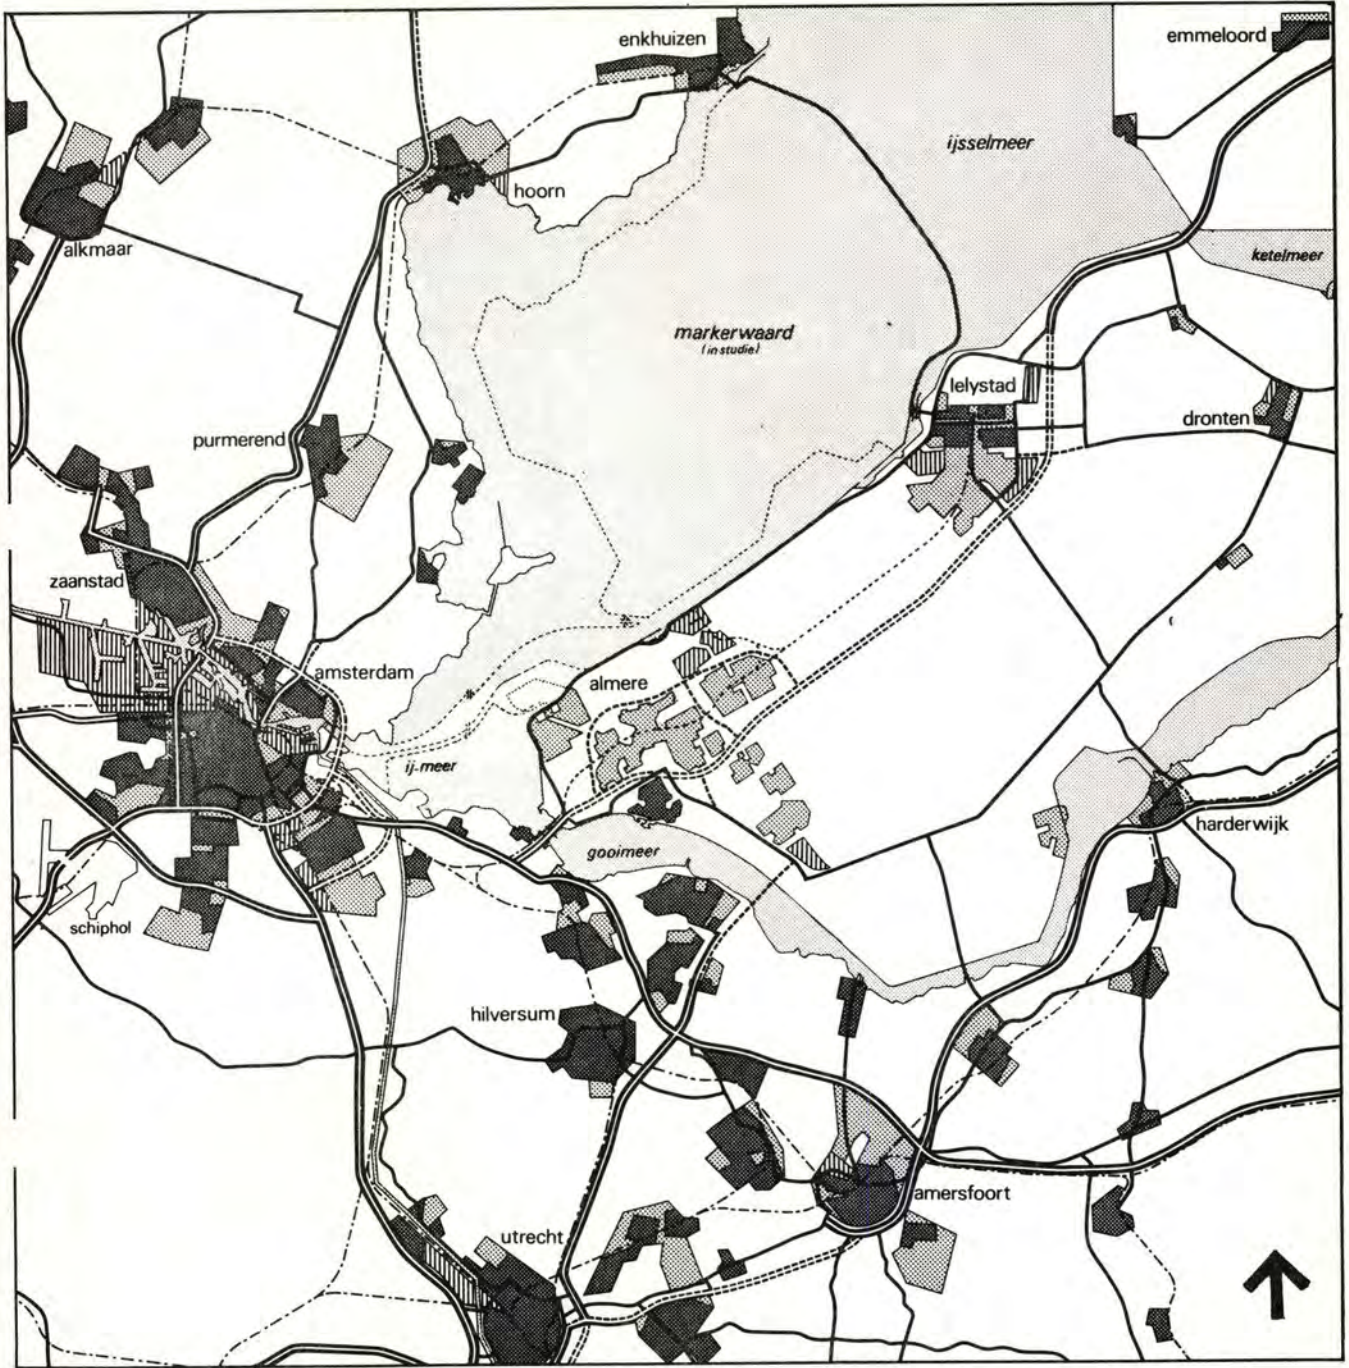 enkhuizen
emmeloord
ijsselmeer
hoorn
alkmaar
ketelmeer
markerwaard
(in studie)
lelystad
dronten
purmerend
zaanstad
amsterdam
almere
ij-meer
harderwijk
gooimeer
schiphol
hilversum
amersfoort
utrecht